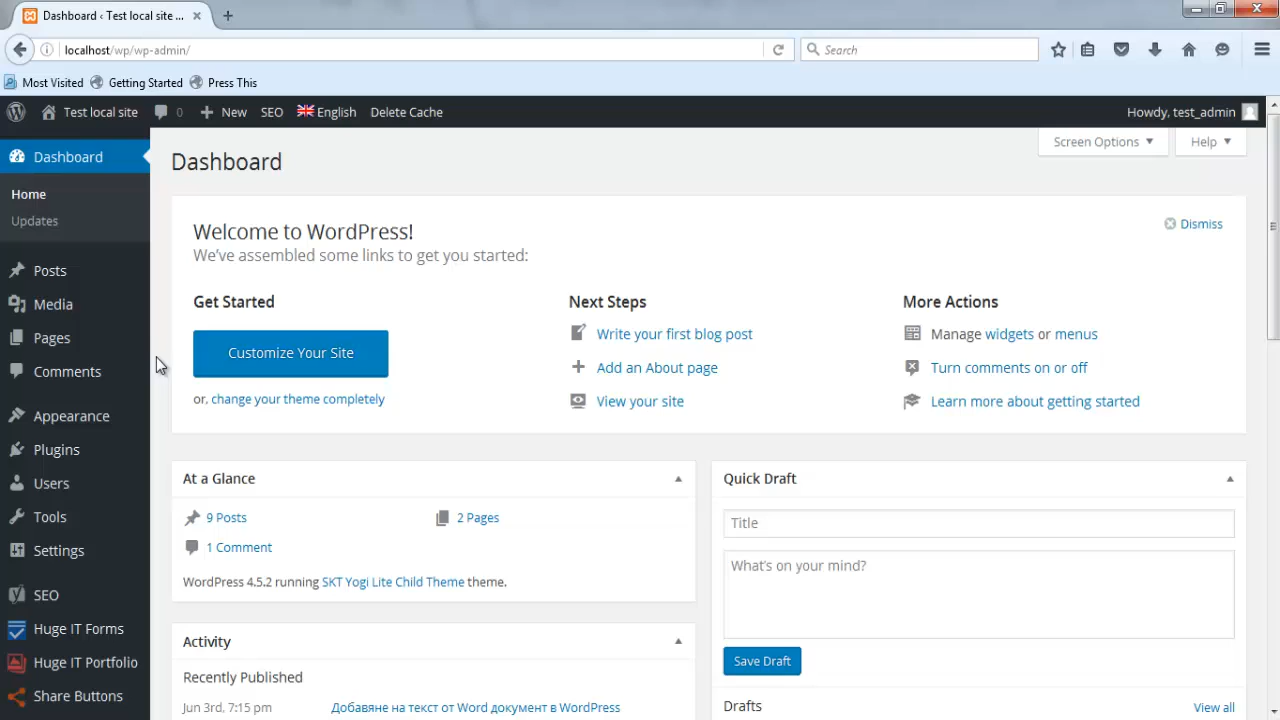 Dashboard ‹ Test local site ...
localhost/wp/wp-admin/
Search
Most Visited Getting Started Press This
Test local site 0 New SEO English Delete Cache Howdy, test_admin
Dashboard
Home
Updates
Posts
Media
Pages
Comments
Appearance
Plugins
Users
Tools
Settings
SEO
Huge IT Forms
Huge IT Portfolio
Share Buttons
Screen Options Help
Dashboard
Welcome to WordPress! Dismiss
We've assembled some links to get you started:
Get Started
Customize Your Site
or, change your theme completely
Next Steps
Write your first blog post
Add an About page
View your site
More Actions
Manage widgets or menus
Turn comments on or off
Learn more about getting started
At a Glance
9 Posts 2 Pages
1 Comment
WordPress 4.5.2 running SKT Yogi Lite Child Theme theme.
Activity
Recently Published
Jun 3rd, 7:15 pm Добавяне на текст от Word документ в WordPress
Quick Draft
Title
What's on your mind?
Save Draft
Drafts View all